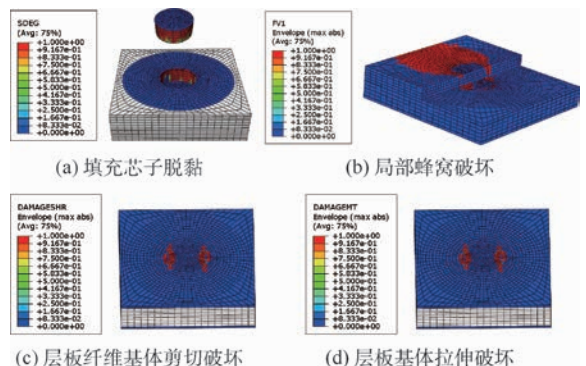 SDEG
(Avg: 75%)
+1.000e+00
+9.167e-01
+8.333e-01
+7.500e-01
+6.667e-01
+5.833e-01
+5.000e-01
+4.167e-01
+3.333e-01
+2.500e-01
+1.667e-01
+8.333e-02
+0.000e+00
(a) 填充芯子脱黏
FV1
Envelope (max abs)
(Avg: 75%)
+1.000e+00
+9.167e-01
+8.333e-01
+7.500e-01
+6.667e-01
+5.833e-01
+5.000e-01
+4.167e-01
+3.333e-01
+2.500e-01
+1.667e-01
+8.333e-02
+0.000e+00
(b) 局部蜂窝破坏
DAMAGESHR
Envelope (max abs)
(Avg: 75%)
+1.000e+00
+9.167e-01
+8.333e-01
+7.500e-01
+6.667e-01
+5.833e-01
+5.000e-01
+4.167e-01
+3.333e-01
+2.500e-01
+1.667e-01
+8.333e-02
+0.000e+00
(c) 层板纤维基体剪切破坏
DAMAGEMT
Envelope (max abs)
(Avg: 75%)
+1.000e+00
+9.167e-01
+8.333e-01
+7.500e-01
+6.667e-01
+5.833e-01
+5.000e-01
+4.167e-01
+3.333e-01
+2.500e-01
+1.667e-01
+8.333e-02
+0.000e+00
(d) 层板基体拉伸破坏